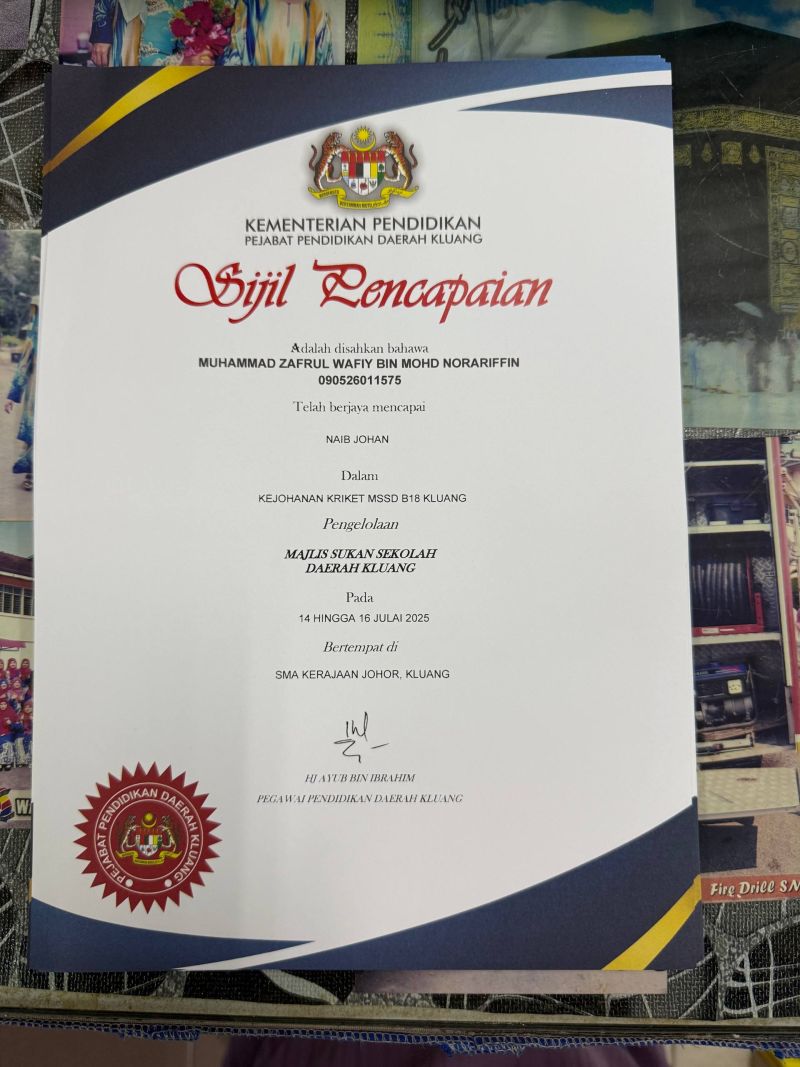 KEMENTERIAN PENDIDIKAN
PEJABAT PENDIDIKAN DAERAH KLUANG
Sijil Pencapaian
Adalah disahkan bahawa
MUHAMMAD ZAFRUL WAFIY BIN MOHD NORARIFFIN
090526011575
Telah berjaya mencapai
NAIB JOHAN
Dalam
KEJOHANAN KRIKET MSSD B18 KLUANG
Pengelolaan
MAJLIS SUKAN SEKOLAH
DAERAH KLUANG
Pada
14 HINGGA 16 JULAI 2025
Bertempat di
SMA KERAJAAN JOHOR, KLUANG
HJ AYUB BIN IBRAHIM
PEGAWAI PENDIDIKAN DAERAH KLUANG
PEJABAT PENDIDIKAN DAERAH KLUANG
Fire Drill